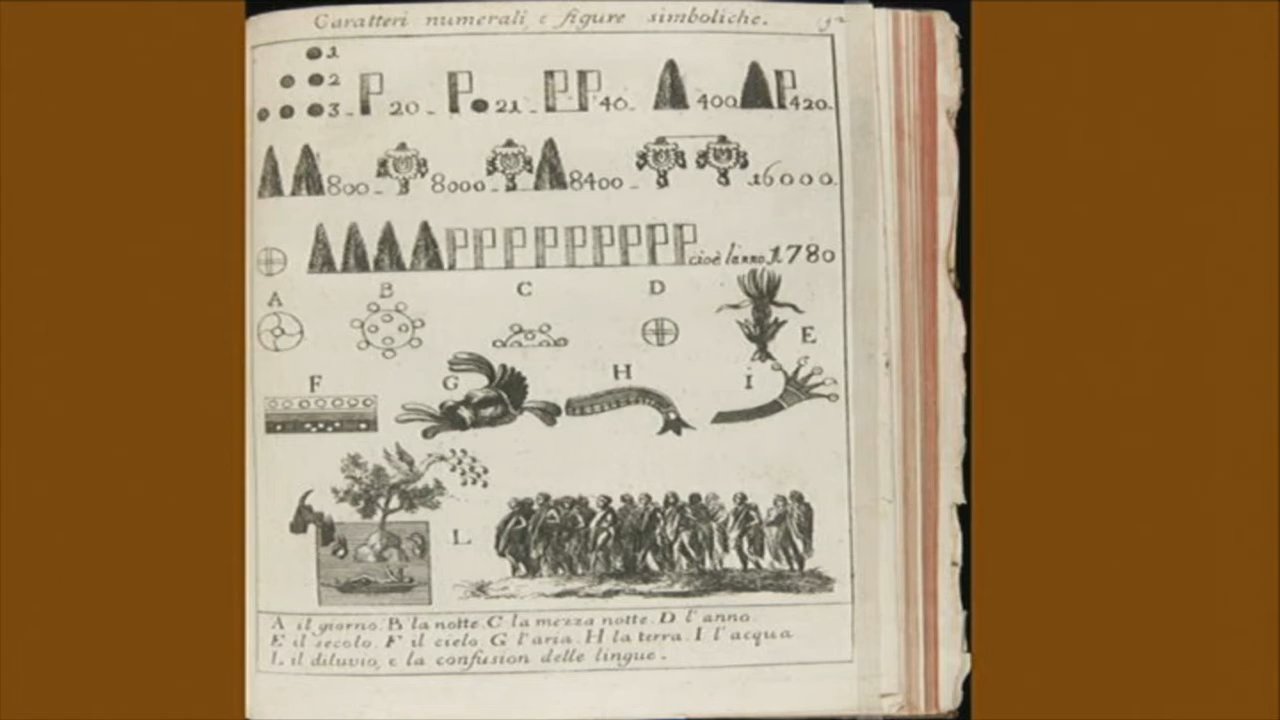 Caratteri numerali, e figure simboliche.
1
2
3 - P 20 - P 21 - PP 40 - 400 P 420.
800 - 8000 - 8400 - 16000.
PPPPPPPPP cioè l'anno 1780
A B C D
E
F G H I
L
A il giorno. B la notte. C la mezza notte. D l'anno.
E il secolo. F il cielo. G l'aria. H la terra. I l'acqua
L il diluvio, e la confusion delle lingue.